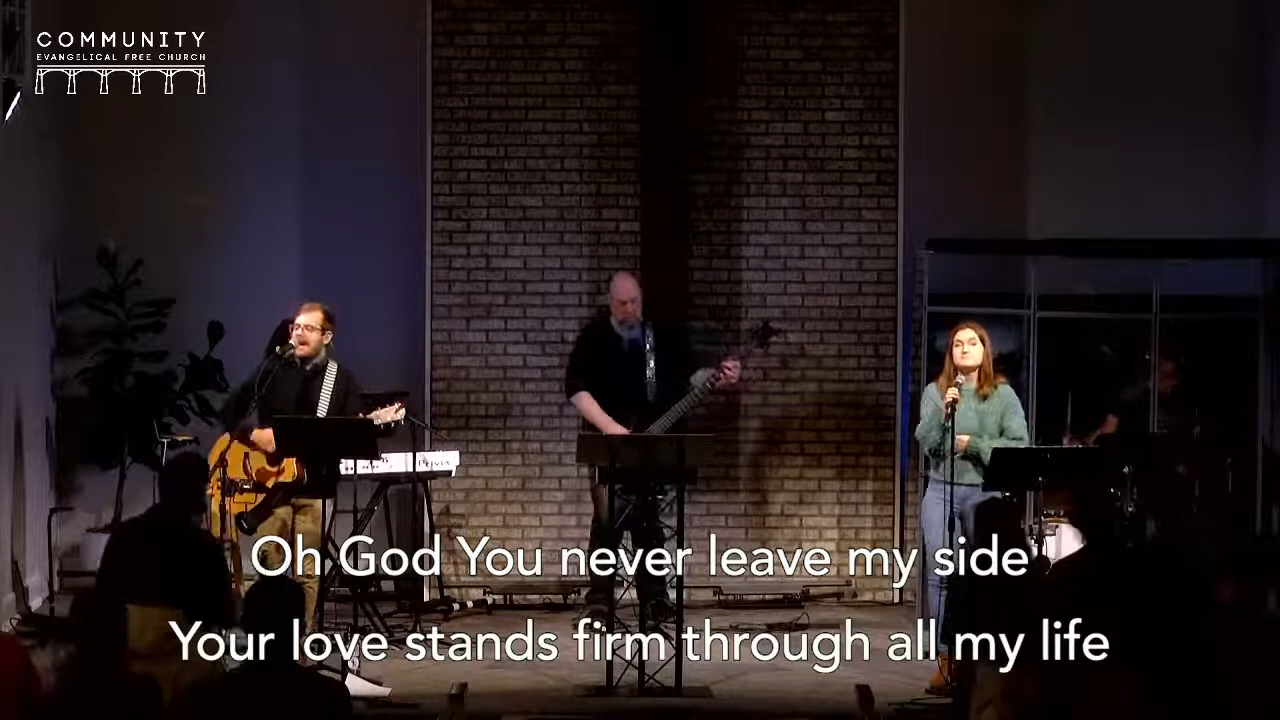 COMMUNITY
EVANGELICAL FREE CHURCH
Privia
Oh God You never leave my side
Your love stands firm through all my life